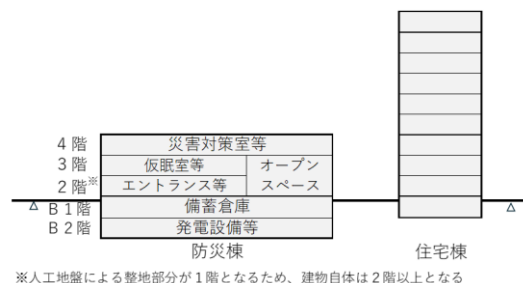 4階
災害対策室等
3階
仮眠室等
オープン
2階※
エントランス等
スペース
B1階
備蓄倉庫
B2階
発電設備等
防災棟
住宅棟
※人工地盤による整地部分が1階となるため、建物自体は2階以上となる